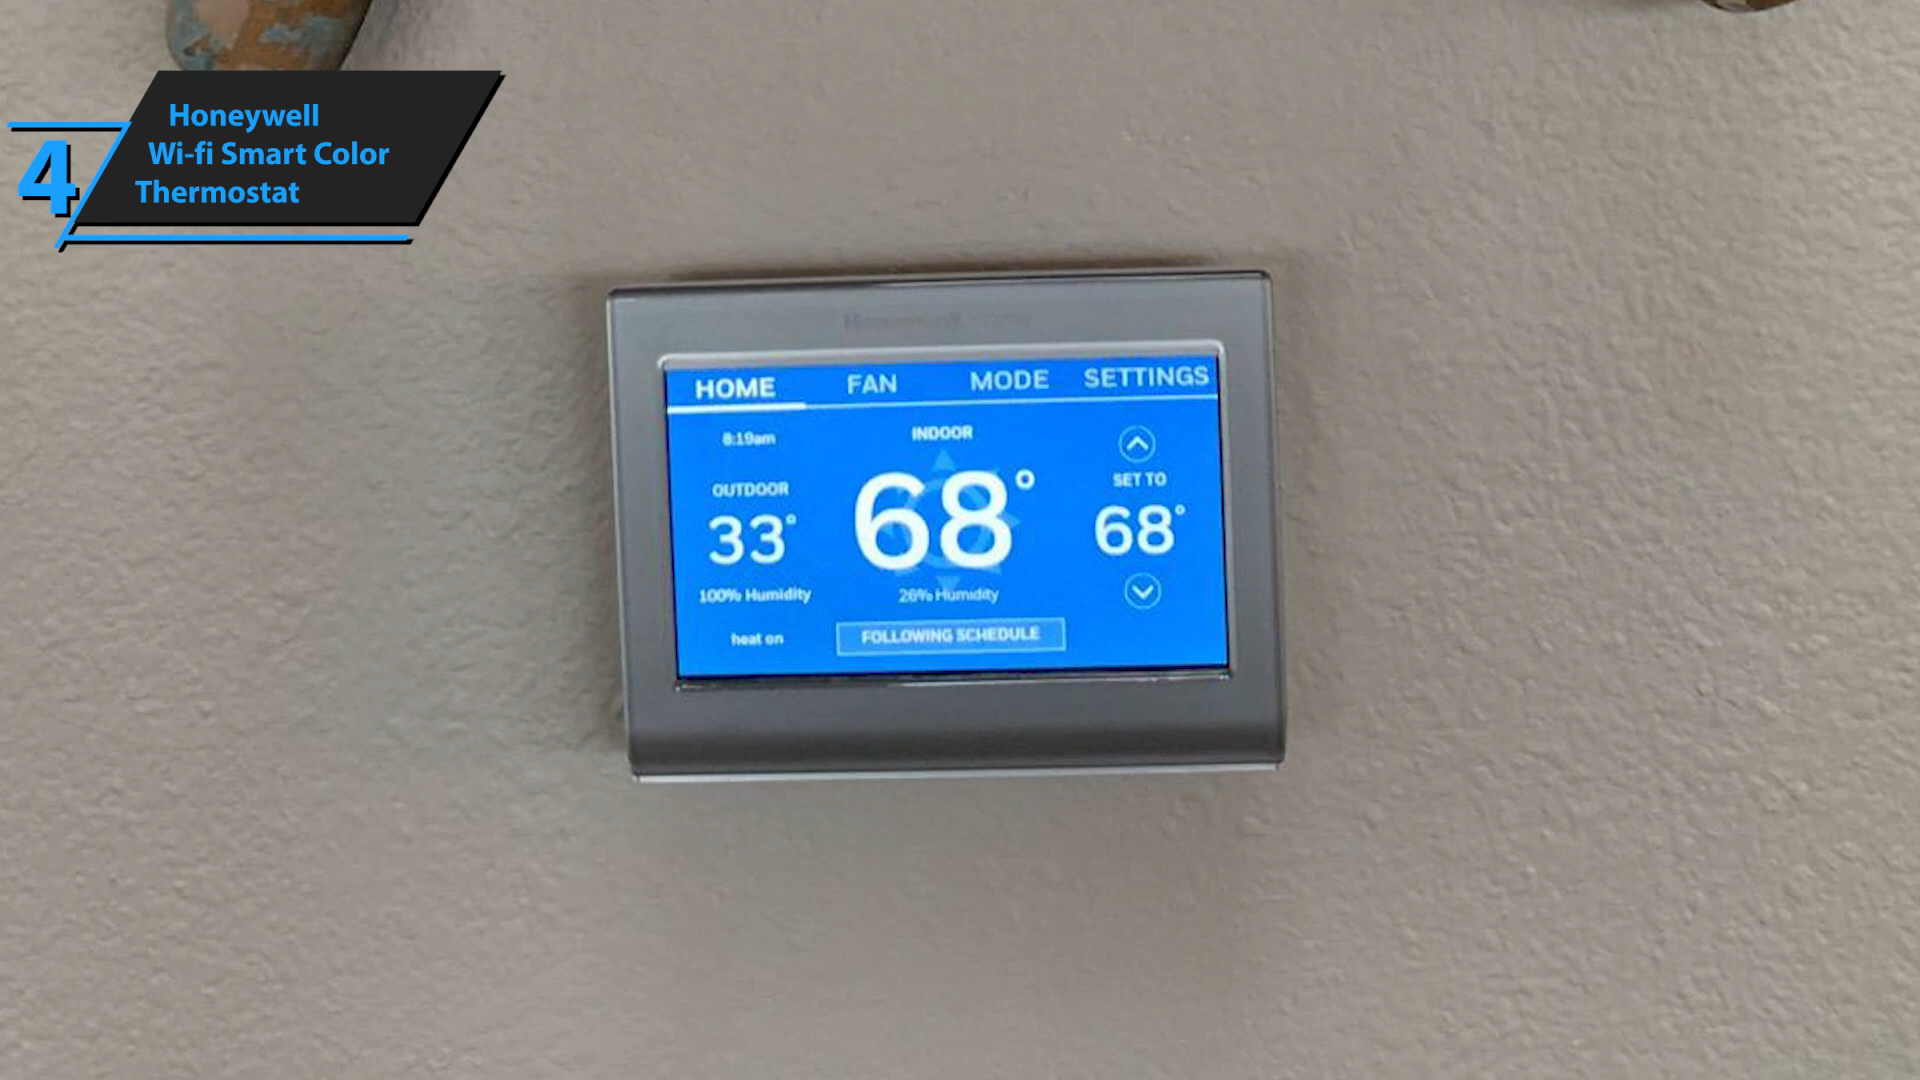 4
Honeywell
Wi-fi Smart Color
Thermostat
Honeywell
HOME FAN MODE SETTINGS
8:19am
INDOOR
OUTDOOR
33°
68°
SET TO
68°
100% Humidity
26% Humidity
heat on
FOLLOWING SCHEDULE